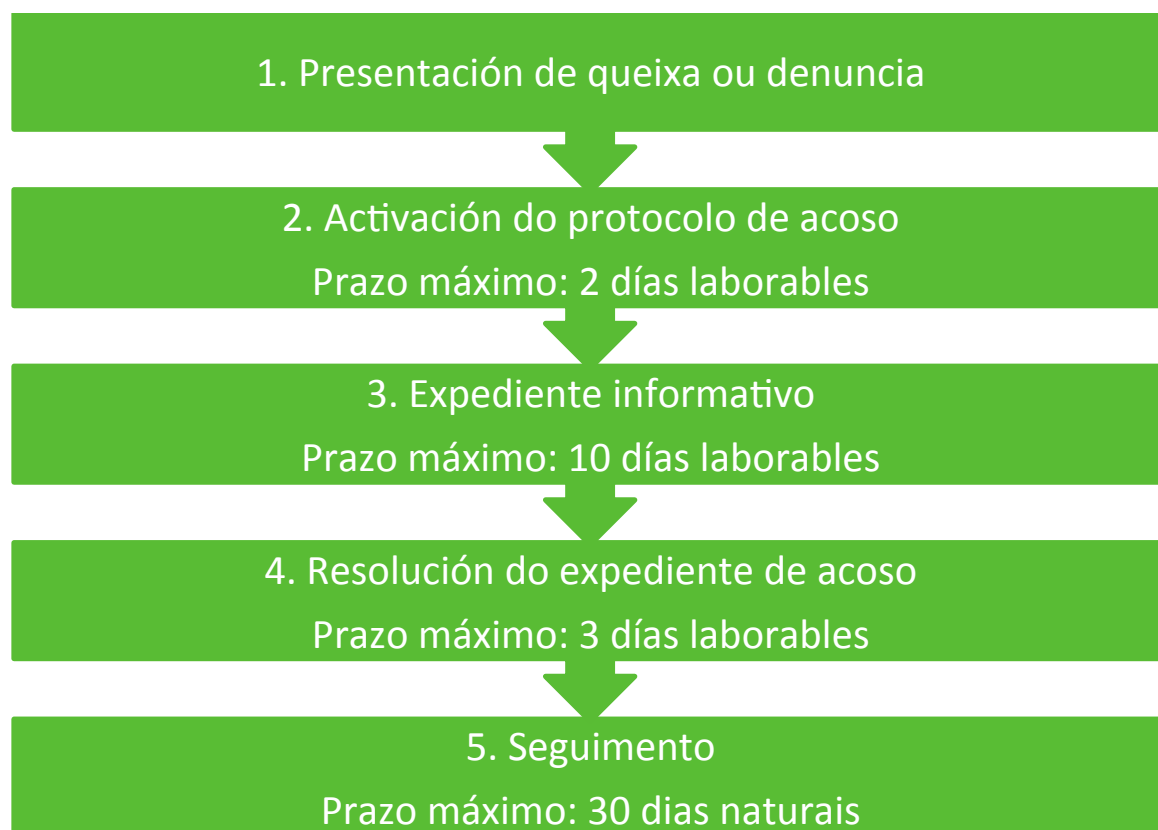 1. Presentación de queixa ou denuncia
2. Activación do protocolo de acoso
Prazo máximo: 2 días laborables
3. Expediente informativo
Prazo máximo: 10 días laborables
4. Resolución do expediente de acoso
Prazo máximo: 3 días laborables
5. Seguimento
Prazo máximo: 30 dias naturais